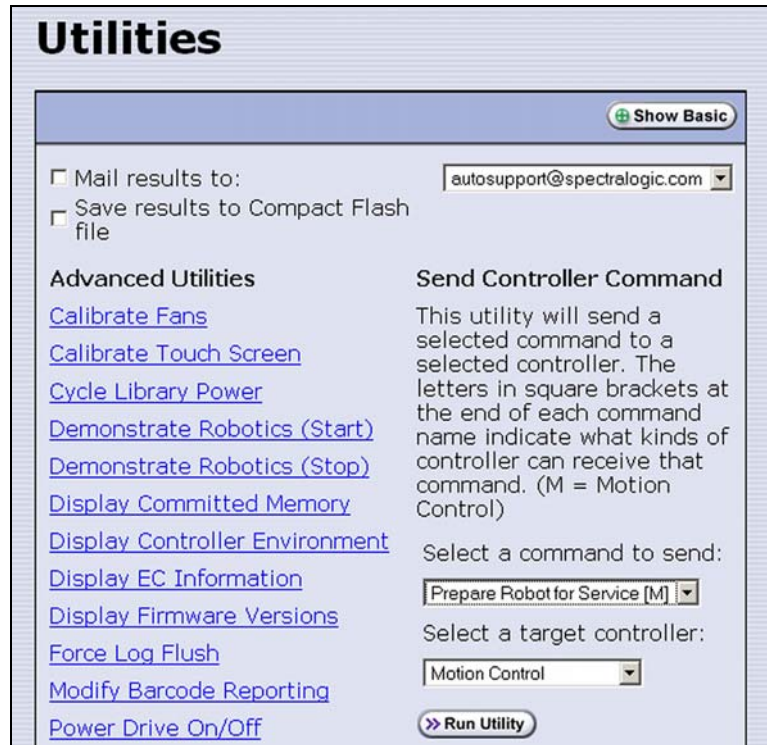 Utilities
Show Basic
Mail results to:
autosupport@spectralogic.com
Save results to Compact Flash
file
Advanced Utilities
Calibrate Fans
Calibrate Touch Screen
Cycle Library Power
Demonstrate Robotics (Start)
Demonstrate Robotics (Stop)
Display Committed Memory
Display Controller Environment
Display EC Information
Display Firmware Versions
Force Log Flush
Modify Barcode Reporting
Power Drive On/Off
Send Controller Command
This utility will send a
selected command to a
selected controller. The
letters in square brackets at
the end of each command
name indicate what kinds of
controller can receive that
command. (M = Motion
Control)
Select a command to send:
Prepare Robot for Service [M]
Select a target controller:
Motion Control
Run Utility